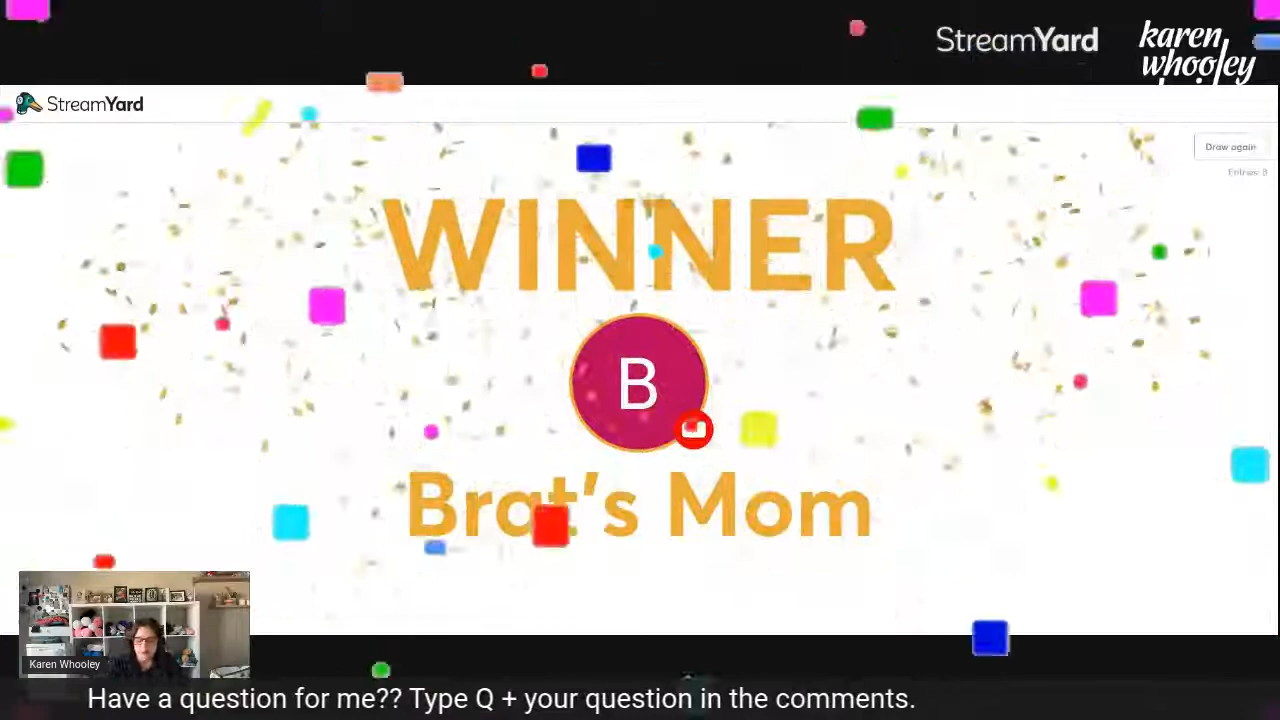 StreamYard
karen
whooley
StreamYard
Draw again
WINNER
B
Brat's Mom
Karen Whooley
Have a question for me?? Type Q + your question in the comments.